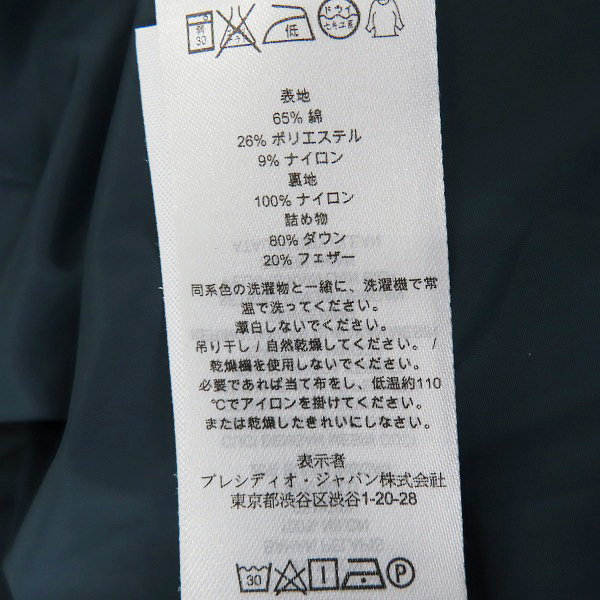 弱
30
エンソ
サラシ
低
ドライ
表地
65% 綿
26% ポリエステル
9% ナイロン
裏地
100% ナイロン
詰め物
80% ダウン
20% フェザー
同系色の洗濯物と一緒に、洗濯機で常
温で洗ってください。
漂白しないでください。
吊り干し / 自然乾燥してください。 /
乾燥機を使用しないでください。
必要であれば当て布をし、低温約110
℃でアイロンを掛けてください。
または乾燥したきれいにしなさい。
表示者
プレシディオ・ジャパン株式会社
東京都渋谷区渋谷1-20-28
30
P